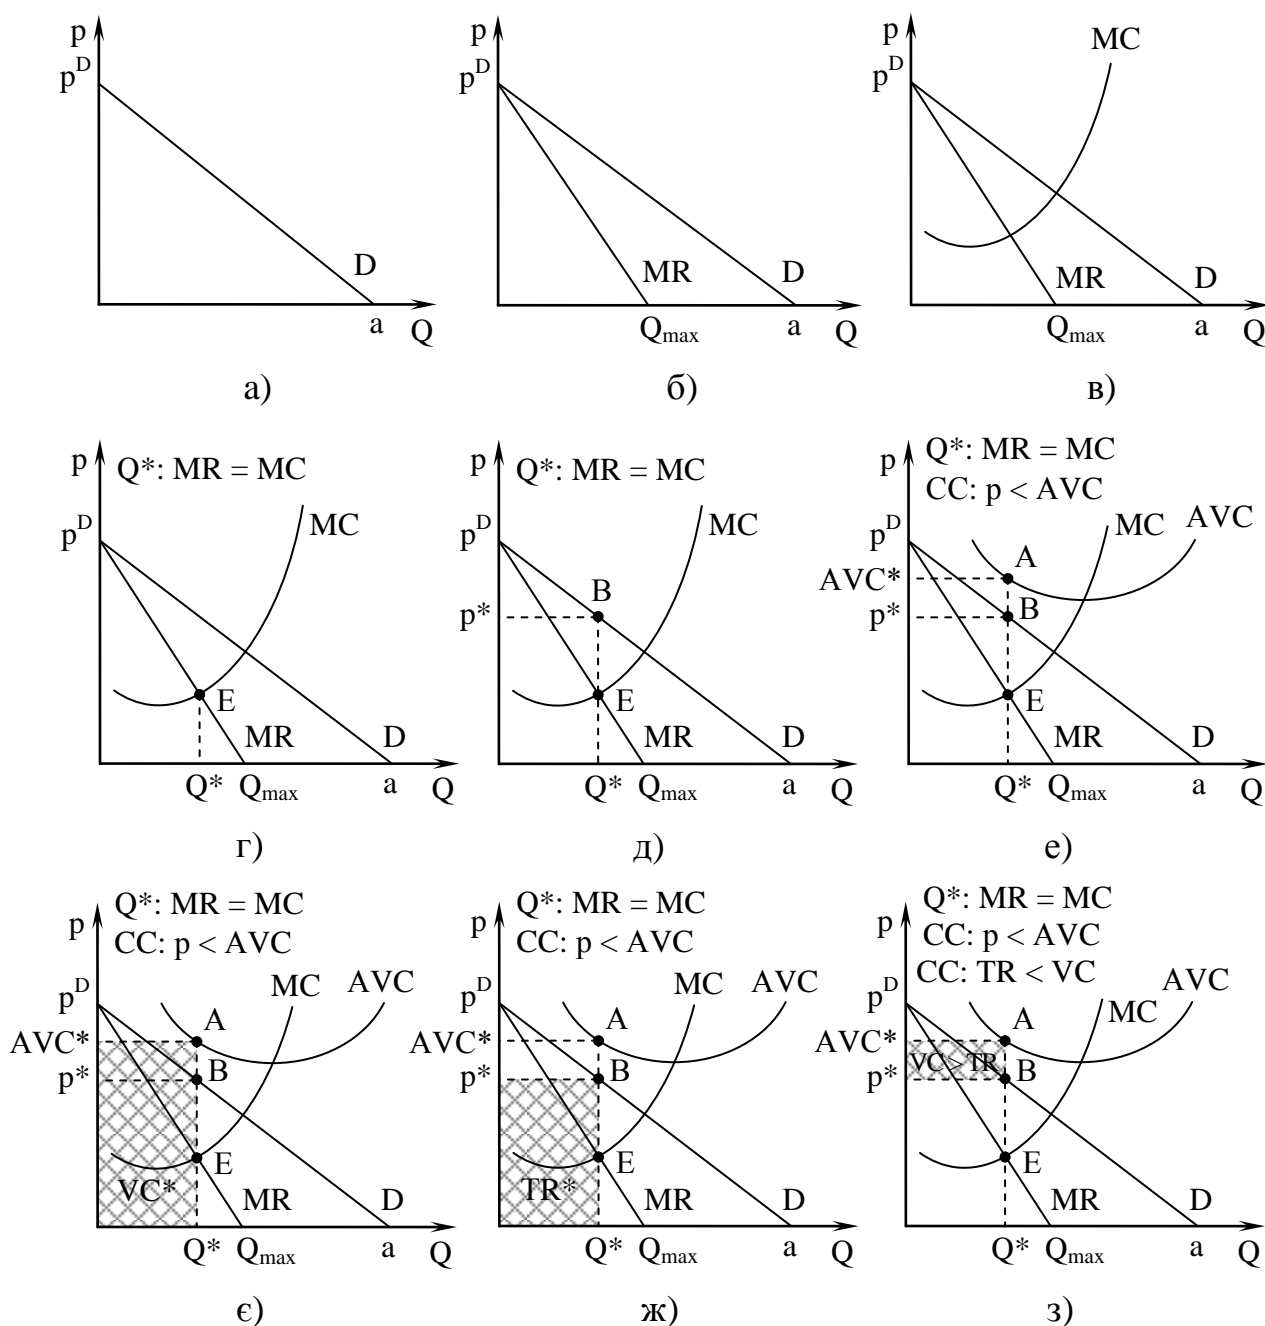 p
p^D
D
a
Q
а)
p
p^D
MR
D
Q_max
a
Q
б)
p
p^D
MC
MR
D
Q_max
a
Q
в)
p
Q*: MR = MC
p^D
MC
E
MR
D
Q*
Q_max
a
Q
г)
p
Q*: MR = MC
p^D
MC
B
p*
E
MR
D
Q*
Q_max
a
Q
д)
Q*: MR = MC
p
CC: p < AVC
p^D
MC
AVC
A
AVC*
B
p*
E
MR
D
Q*
Q_max
a
Q
е)
Q*: MR = MC
p
CC: p < AVC
MC
AVC
p^D
A
AVC*
B
p*
E
VC*
MR
D
Q*
Q_max
a
Q
є)
Q*: MR = MC
p
CC: p < AVC
MC
AVC
p^D
A
AVC*
B
p*
E
TR*
MR
D
Q*
Q_max
a
Q
ж)
Q*: MR = MC
p
CC: p < AVC
CC: TR < VC
AVC
p^D
MC
A
AVC*
VC > TR
B
p*
E
MR
D
Q*
Q_max
a
Q
з)